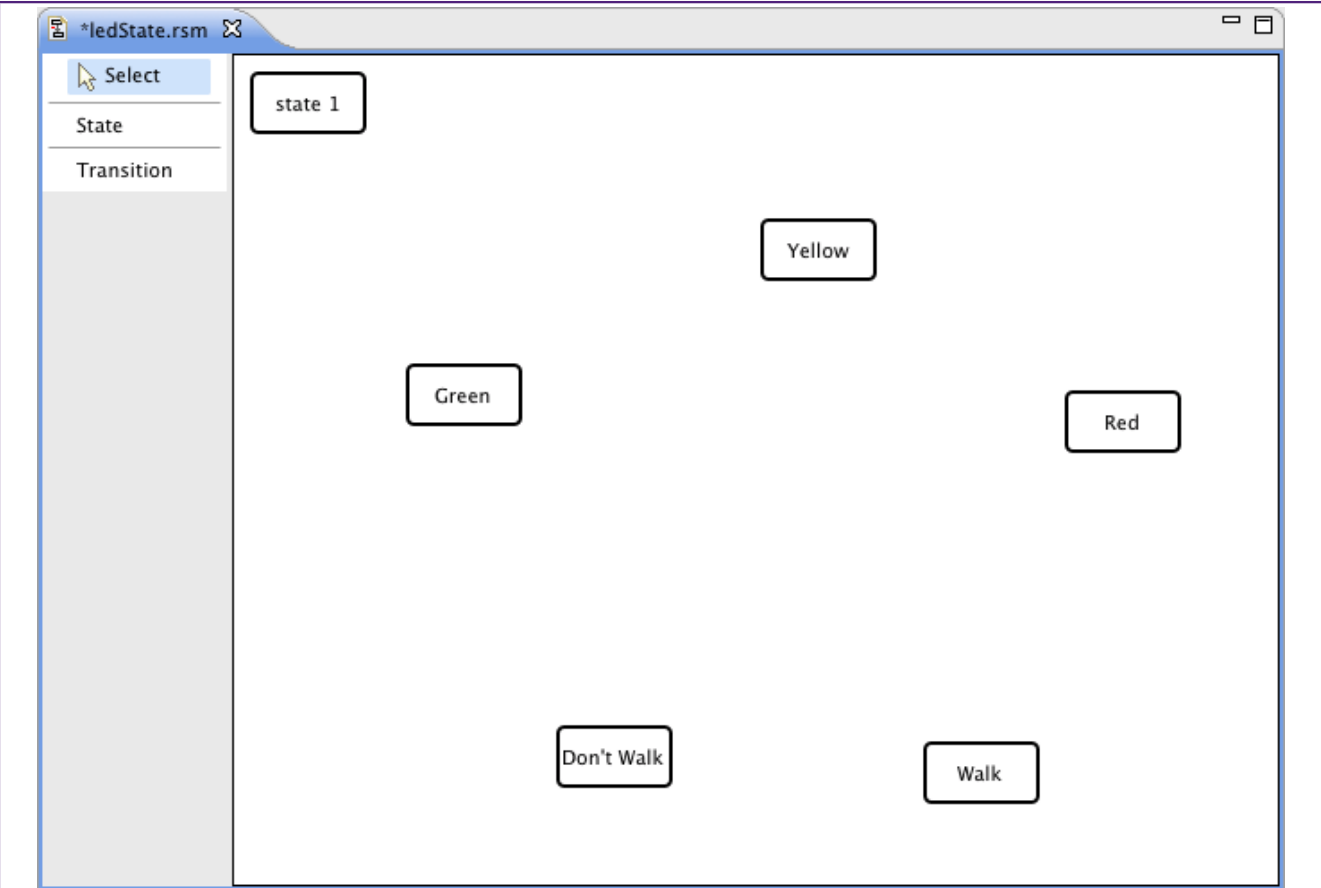 *ledState.rsm
Select
State
Transition
state 1
Yellow
Green
Red
Don't Walk
Walk